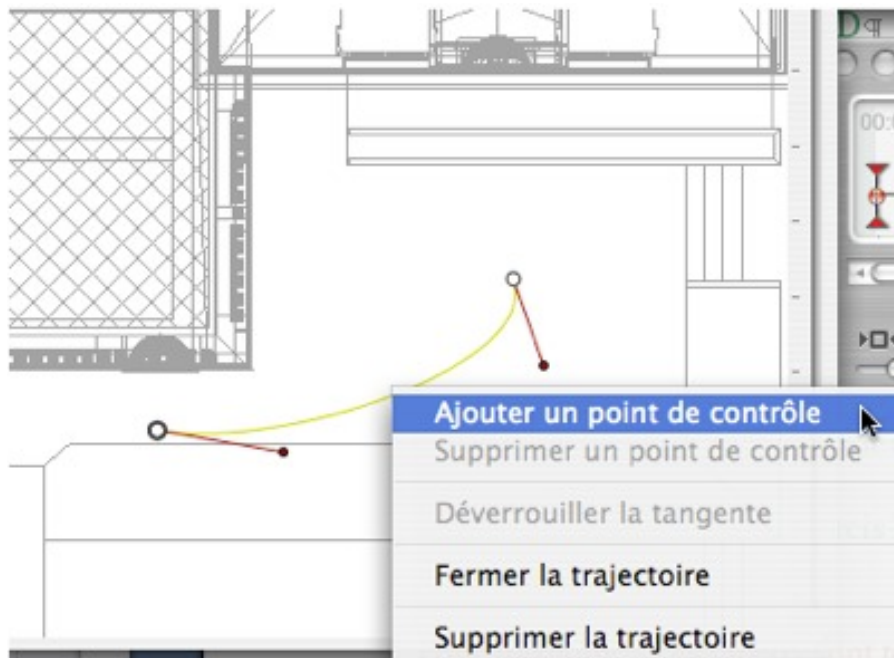 D¶
00:
Ajouter un point de contrôle
Supprimer un point de contrôle
Déverrouiller la tangente
Fermer la trajectoire
Supprimer la trajectoire